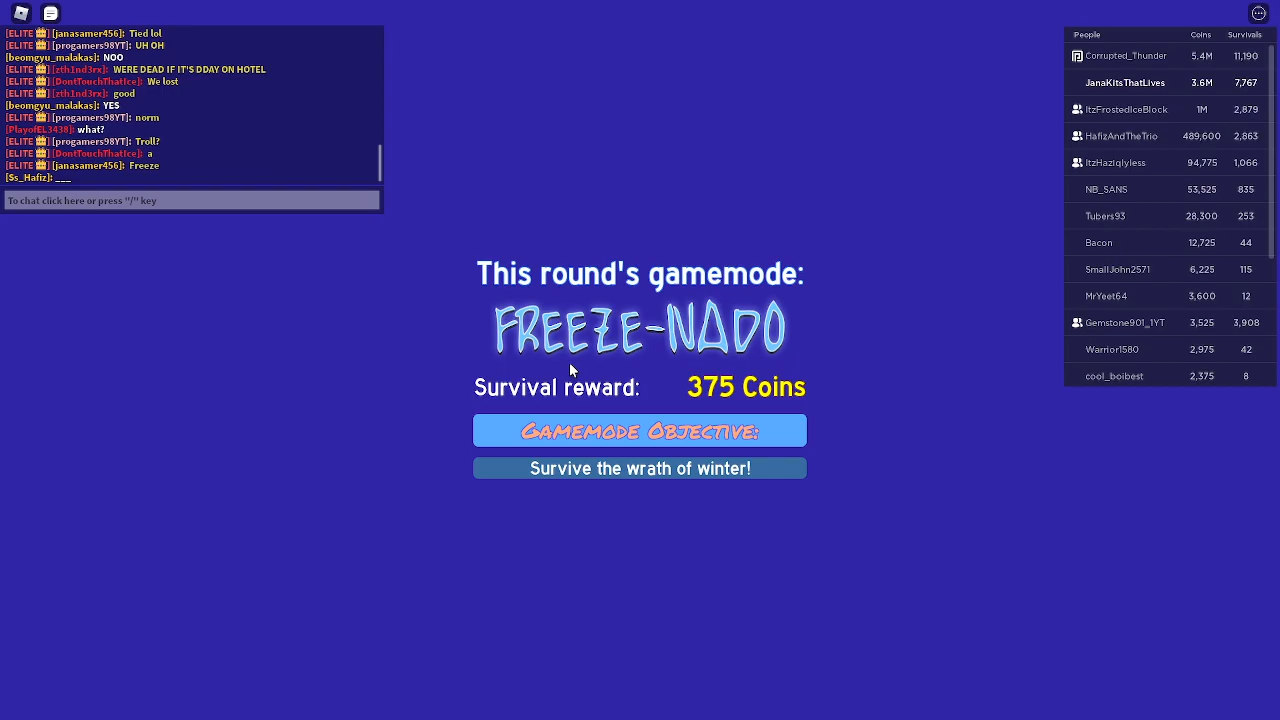 [ELITE [janasamer456]: Tied lol
[ELITE [progamers98YT]: UH OH
[beomgyu_malakas]: NOO
[ELITE [zth1nd3rx]: WERE DEAD IF IT'S DDAY ON HOTEL
[ELITE [DontTouchThatIce]: We lost
[ELITE [zth1nd3rx]: good
[beomgyu_malakas]: YES
[ELITE [progamers98YT]: norm
[PlayofEL3438]: what?
[ELITE [progamers98YT]: Troll?
[ELITE [DontTouchThatIce]: a
[ELITE [janasamer456]: Freeze
[$s_Hafiz]: ___
To chat click here or press "/" key
This round's gamemode:
FREEZE-NADO
Survival reward: 375 Coins
GAMEMODE OBJECTIVE:
Survive the wrath of winter!
People Coins Survivals
Corrupted_Thunder 5.4M 11,190
JanaKitsThatLives 3.6M 7,767
ItzFrostedIceBlock 1M 2,879
HafizAndTheTrio 489,600 2,863
ItzHaziqIyless 94,775 1,066
NB_SANS 53,525 835
Tubers93 28,300 253
Bacon 12,725 44
SmallJohn2571 6,225 115
MrYeet64 3,600 12
Gemstone901_1YT 3,525 3,908
Warrior1580 2,975 42
cool_boibest 2,375 8